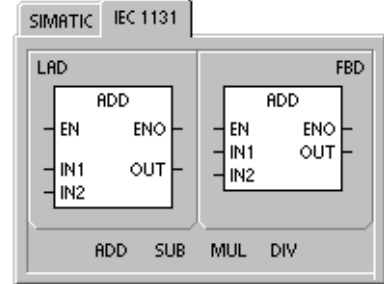 SIMATIC IEC 1131
LAD FBD
ADD ADD
EN ENO EN ENO
IN1 OUT IN1 OUT
IN2 IN2
ADD SUB MUL DIV